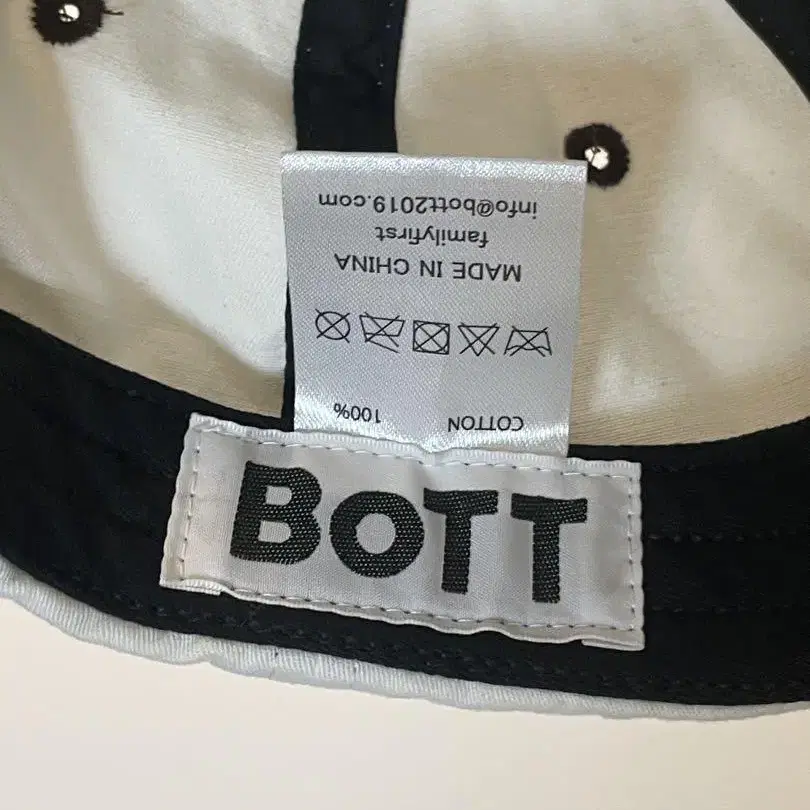 COTTON 100%
MADE IN CHINA
familyfirst
info@bott2019.com
BOTT